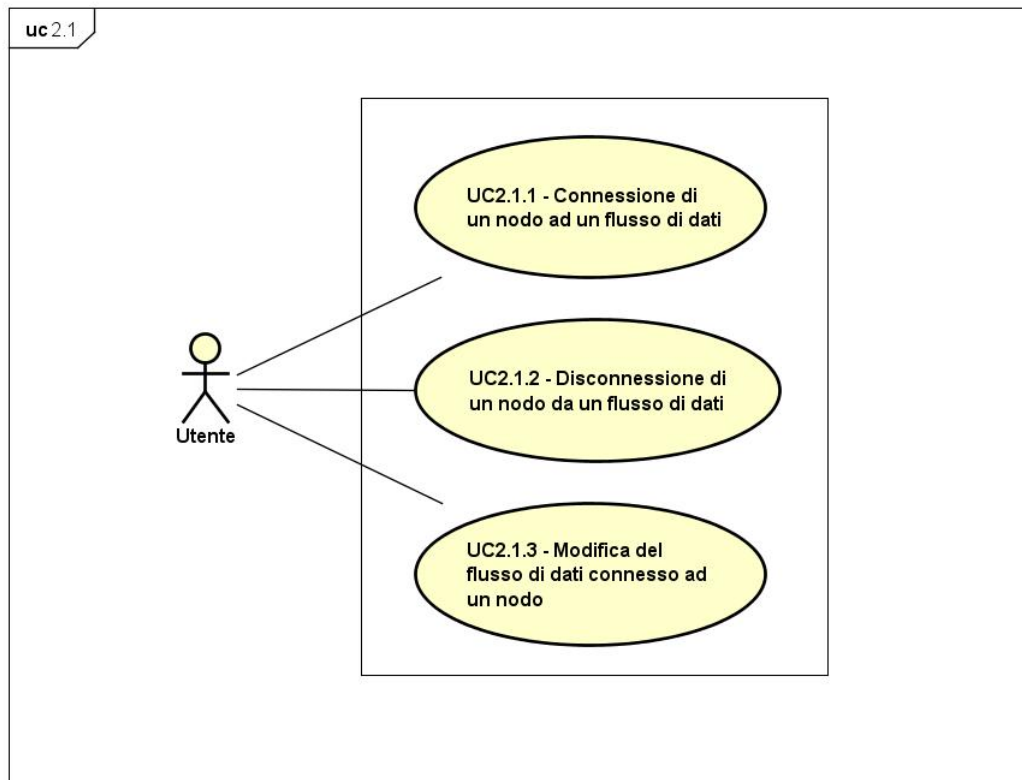 uc 2.1
UC2.1.1 - Connessione di
un nodo ad un flusso di dati
UC2.1.2 - Disconnessione di
un nodo da un flusso di dati
Utente
UC2.1.3 - Modifica del
flusso di dati connesso ad
un nodo